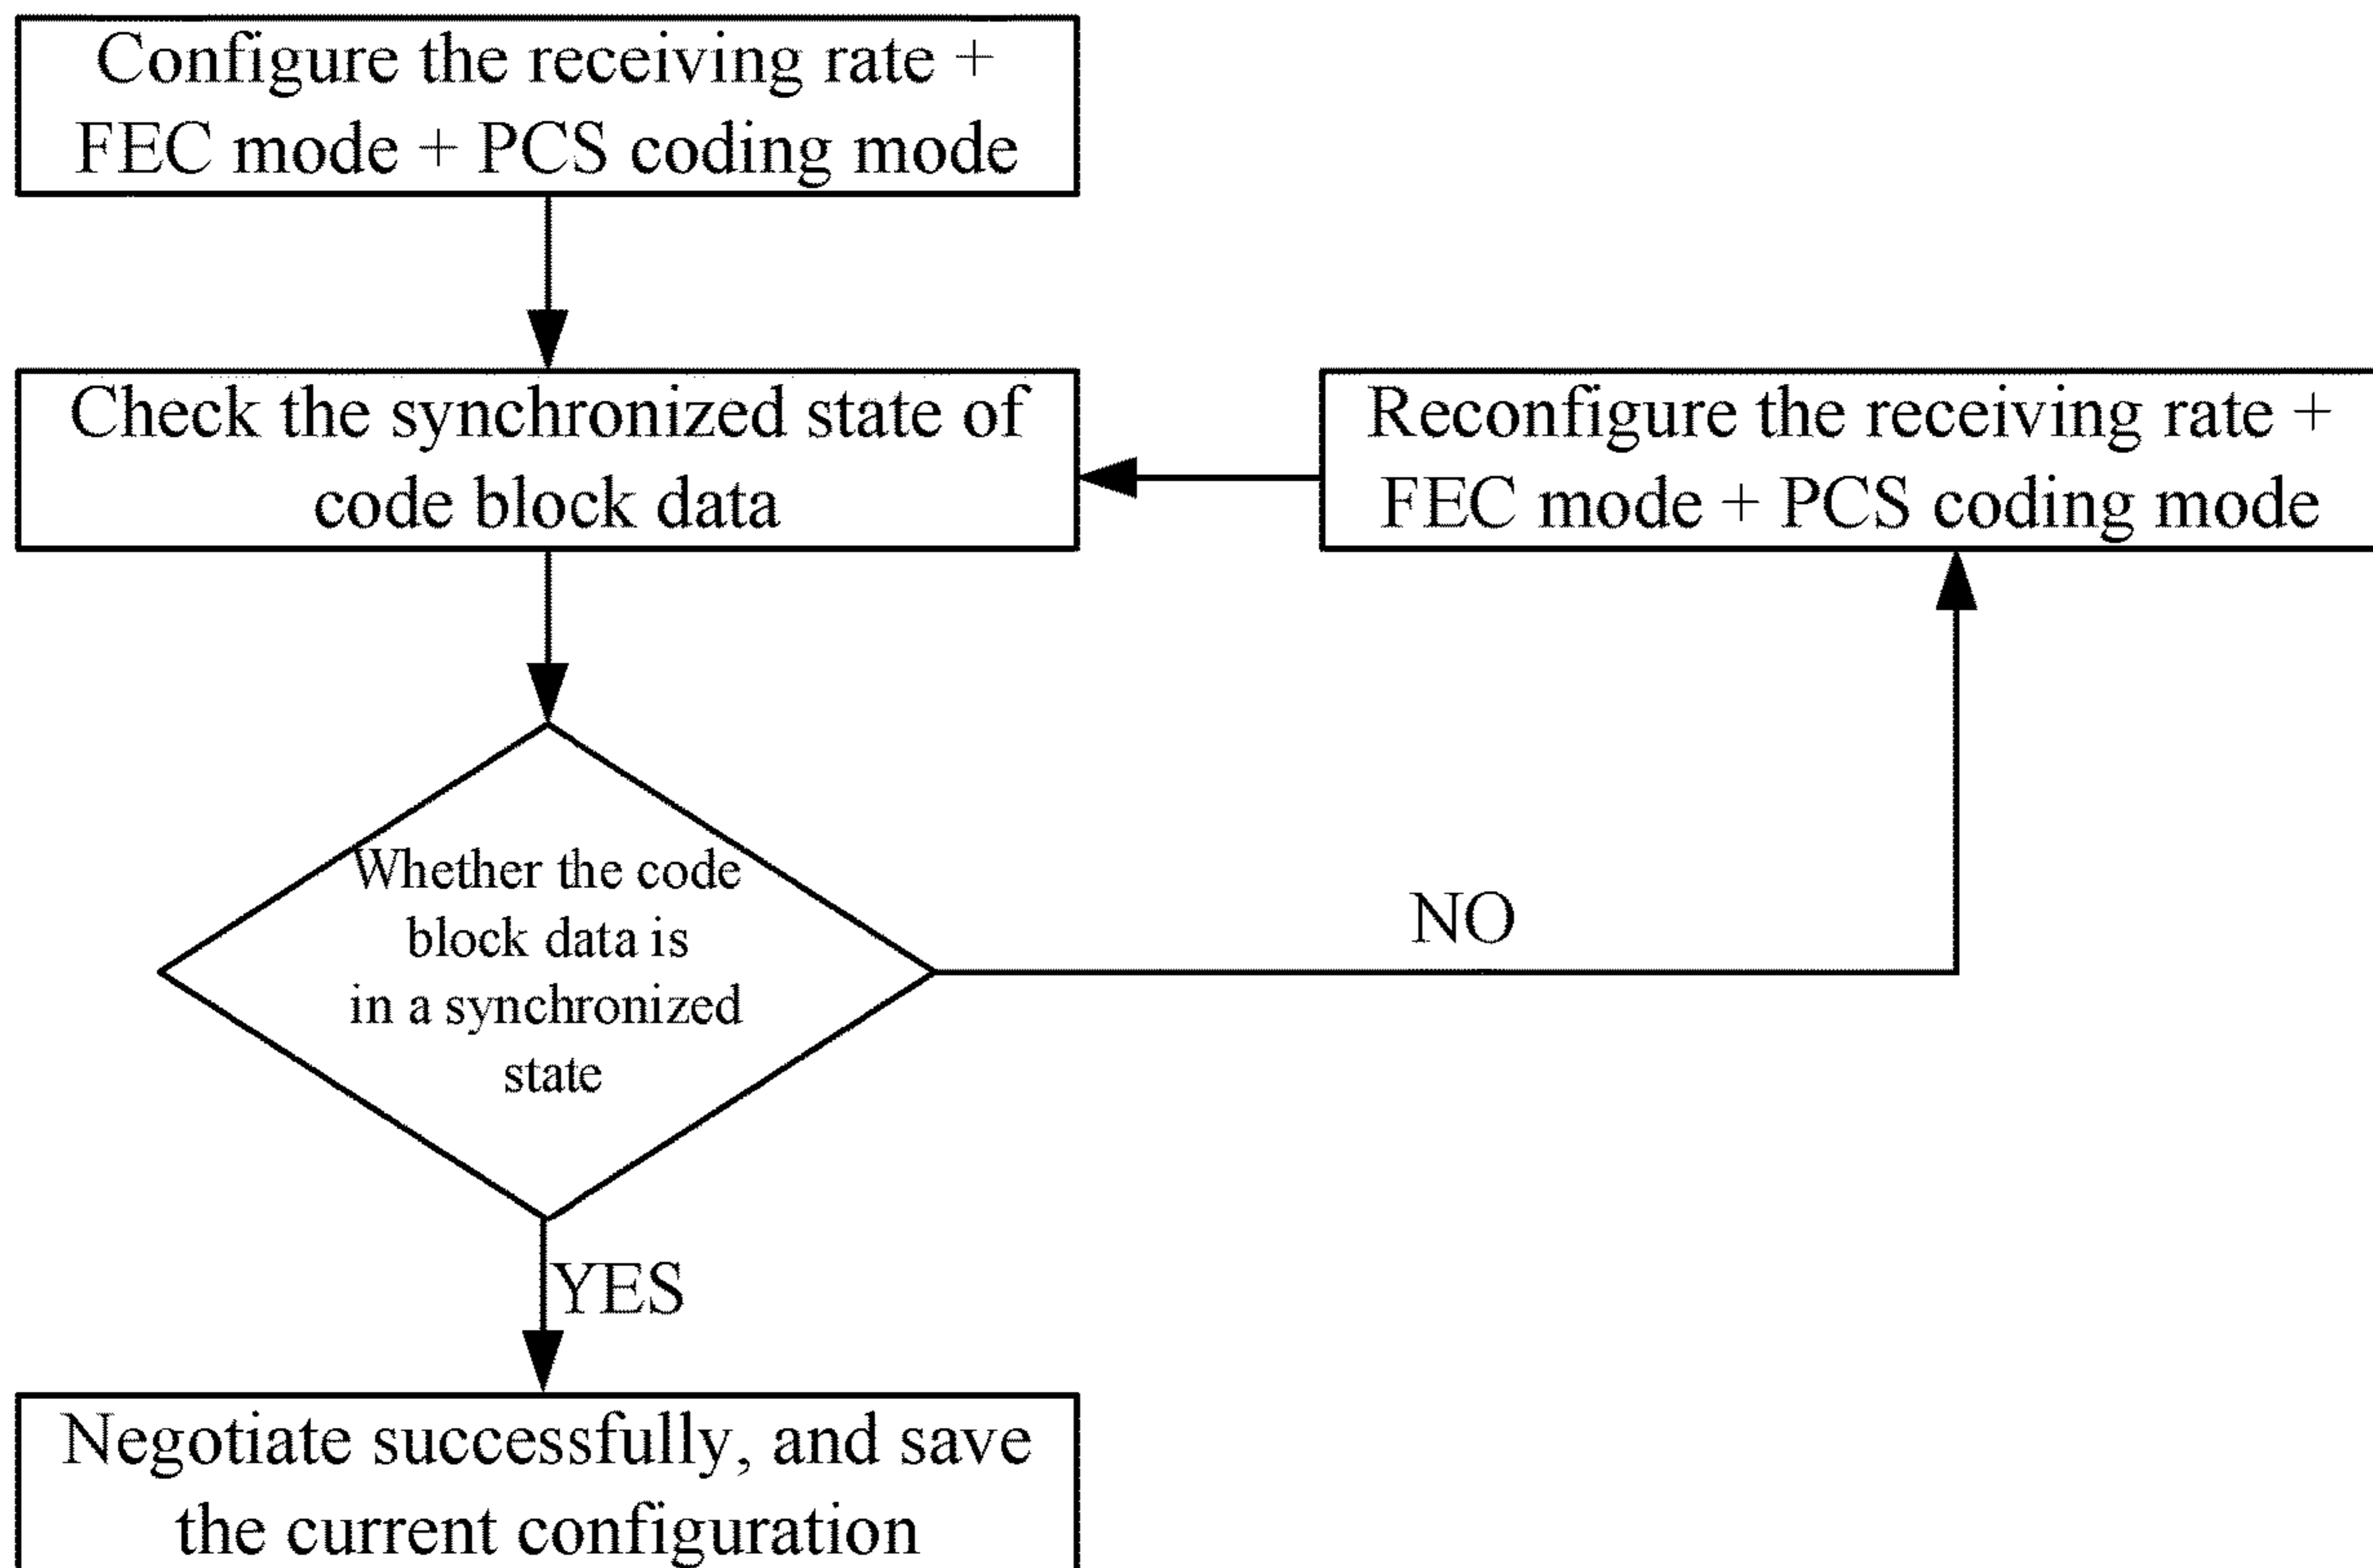 Configure the receiving rate +
FEC mode + PCS coding mode
Check the synchronized state of
code block data
Reconfigure the receiving rate +
FEC mode + PCS coding mode
Whether the code
block data is
in a synchronized
state
NO
YES
Negotiate successfully, and save
the current configuration